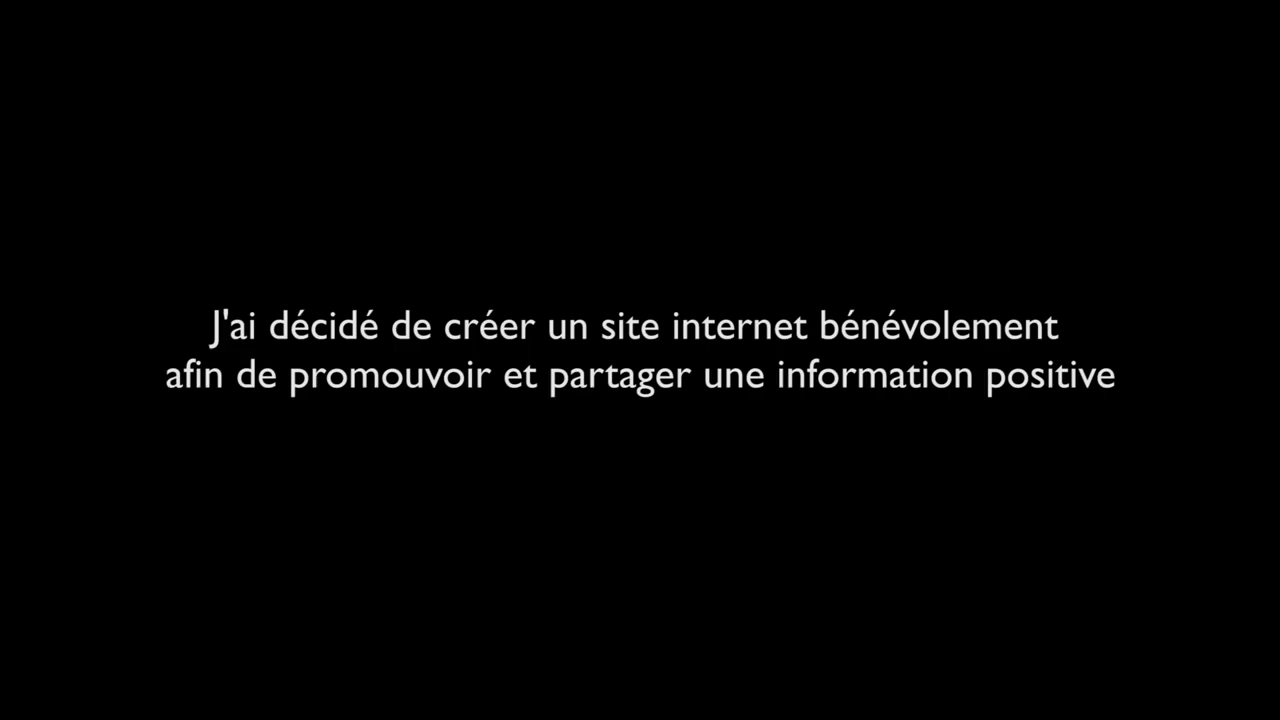 J'ai décidé de créer un site internet bénévolement
afin de promouvoir et partager une information positive